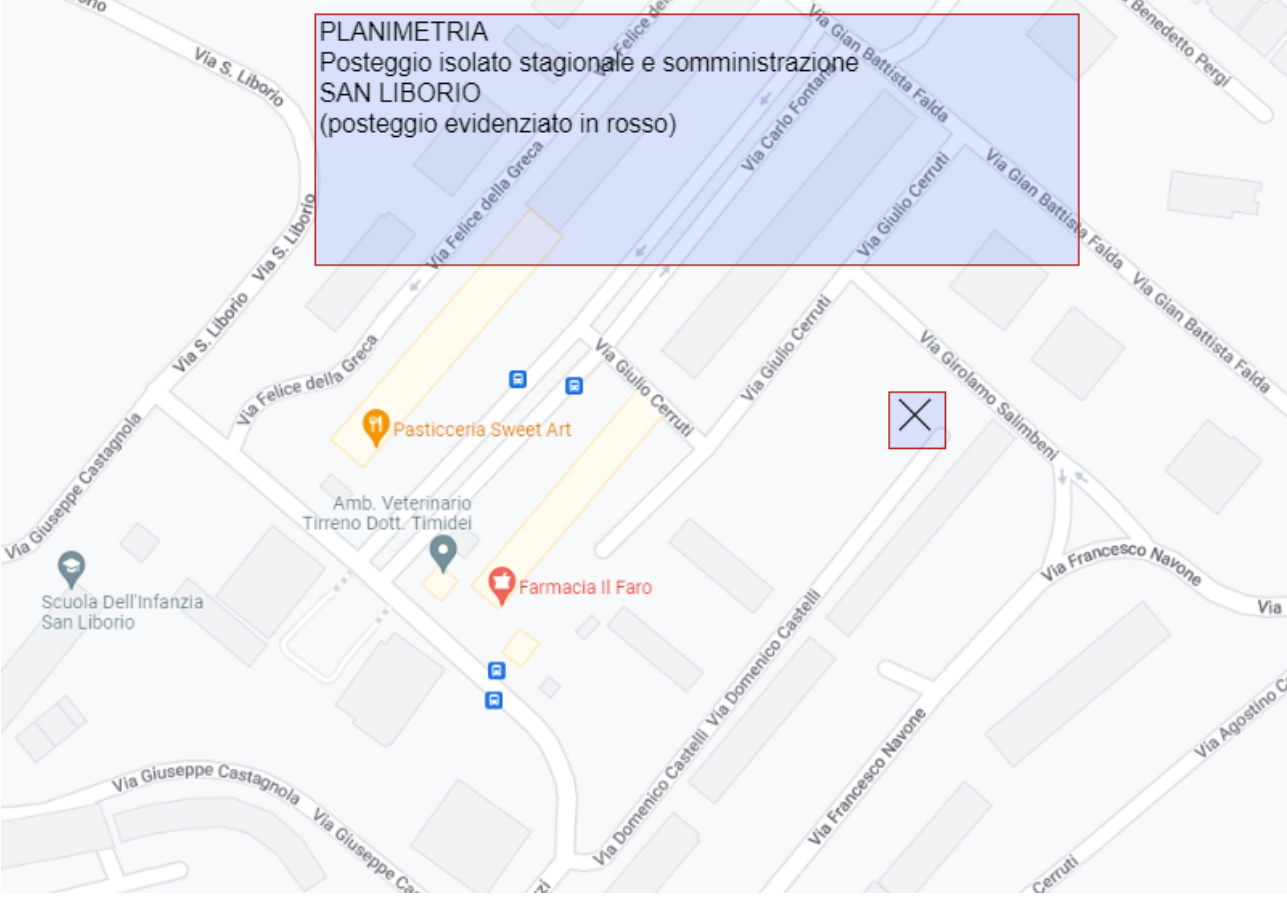 PLANIMETRIA
Posteggio isolato stagionale e somministrazione
SAN LIBORIO
(posteggio evidenziato in rosso)
Via S. Liborio
Via Felice della Greca
Via Gian Battista Falda
Via Carlo Fontana
Benedetto Pergi
Via Giulio Cerruti
Via Gian Battista Falda
Via S. Liborio
Via S. Liborio
Via Felice della Greca
Via Giulio Cerruti
Via Giulio Cerruti
Via Girolamo Salimbeni
Via Gian Battista Falda
Via Giuseppe Castagnola
Pasticceria Sweet Art
Amb. Veterinario
Tirreno Dott. Timidei
Farmacia Il Faro
Scuola Dell'Infanzia
San Liborio
Via Francesco Navone
Via
Via Domenico Castelli
Via Domenico Castelli
Via Francesco Navone
Via Agostino
Via Giuseppe Castagnola
Via Giuseppe
Cerruti